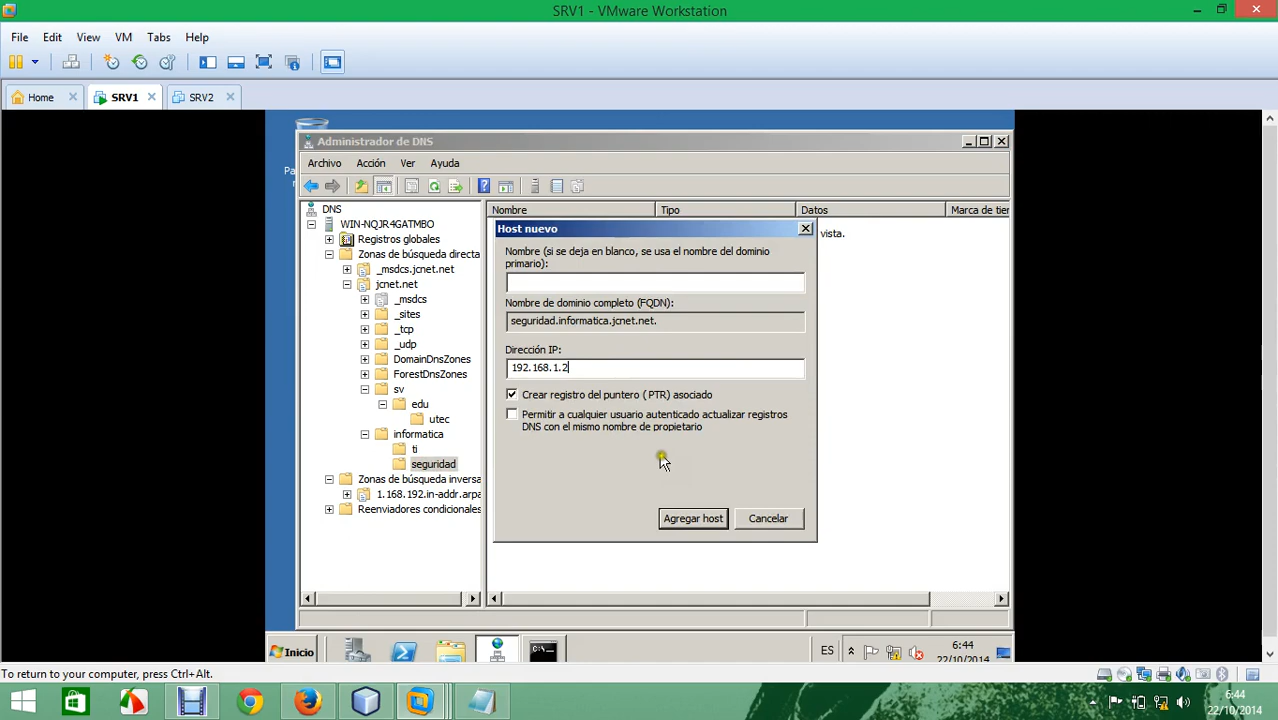 SRV1 - VMware Workstation
File Edit View VM Tabs Help
Home SRV1 SRV2
Administrador de DNS
Archivo Acción Ver Ayuda
DNS
WIN-NQJR4GATMBO
Registros globales
Zonas de búsqueda directa
_msdcs.jcnet.net
jcnet.net
_msdcs
_sites
_tcp
_udp
DomainDnsZones
ForestDnsZones
sv
edu
utec
informatica
ti
seguridad
Zonas de búsqueda inversa
1.168.192.in-addr.arpa
Reenviadores condicionales
Nombre Tipo Datos Marca de tien
vista.
Host nuevo
Nombre (si se deja en blanco, se usa el nombre del dominio
primario):
Nombre de dominio completo (FQDN):
seguridad.informatica.jcnet.net.
Dirección IP:
192.168.1.2
Crear registro del puntero (PTR) asociado
Permitir a cualquier usuario autenticado actualizar registros
DNS con el mismo nombre de propietario
Agregar host Cancelar
Inicio ES 6:44
22/10/2014
To return to your computer, press Ctrl+Alt.
6:44
22/10/2014